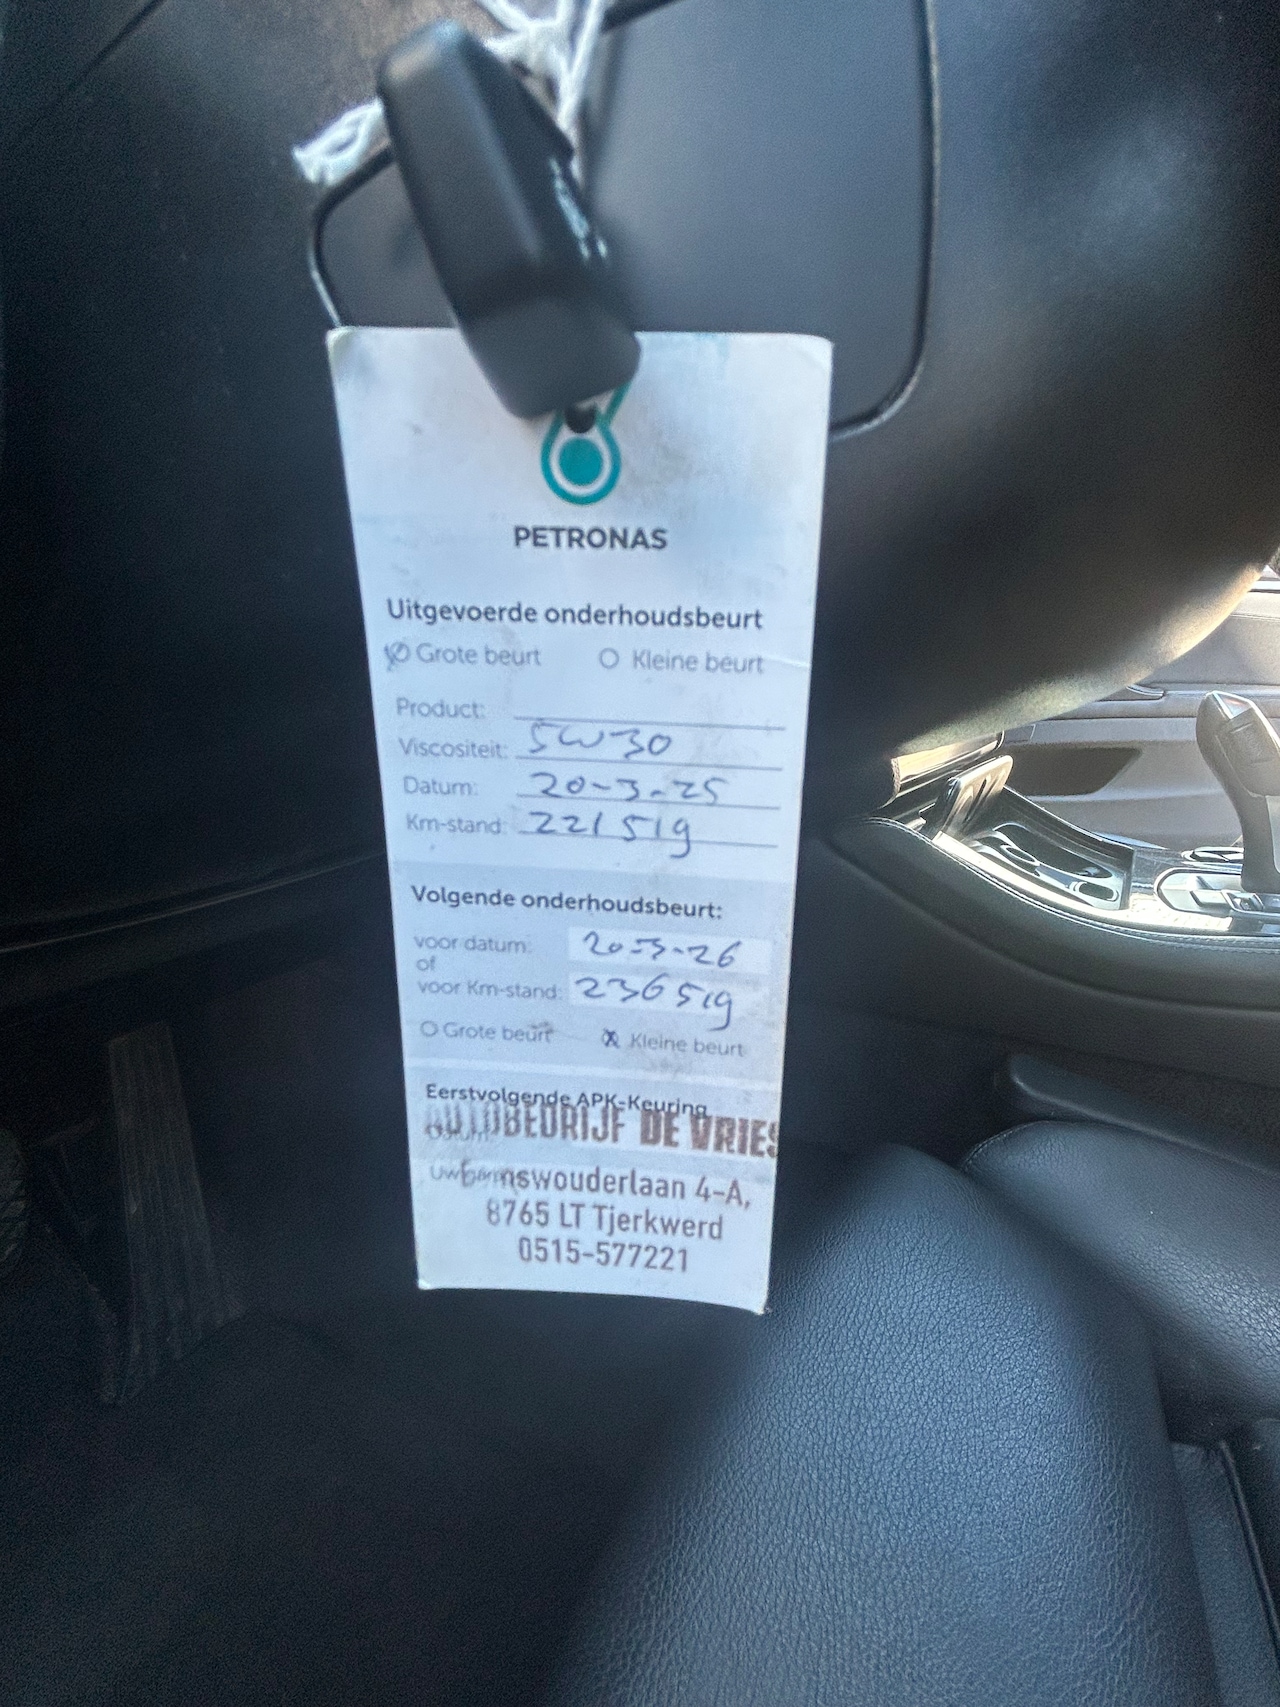 PETRONAS
Uitgevoerde onderhoudsbeurt
Grote beurt Kleine beurt
Product:
Viscositeit: 5W30
Datum: 20-3-25
Km-stand: 221519
Volgende onderhoudsbeurt:
voor datum: 20-3-26
of
voor Km-stand: 236519
Grote beurt Kleine beurt
Eerstvolgende APK-Keuring
AUTOBEDRIJF DE VRIES
Datum:
Uw
4-A,
8765 LT Tjerkwerd
0515-577221